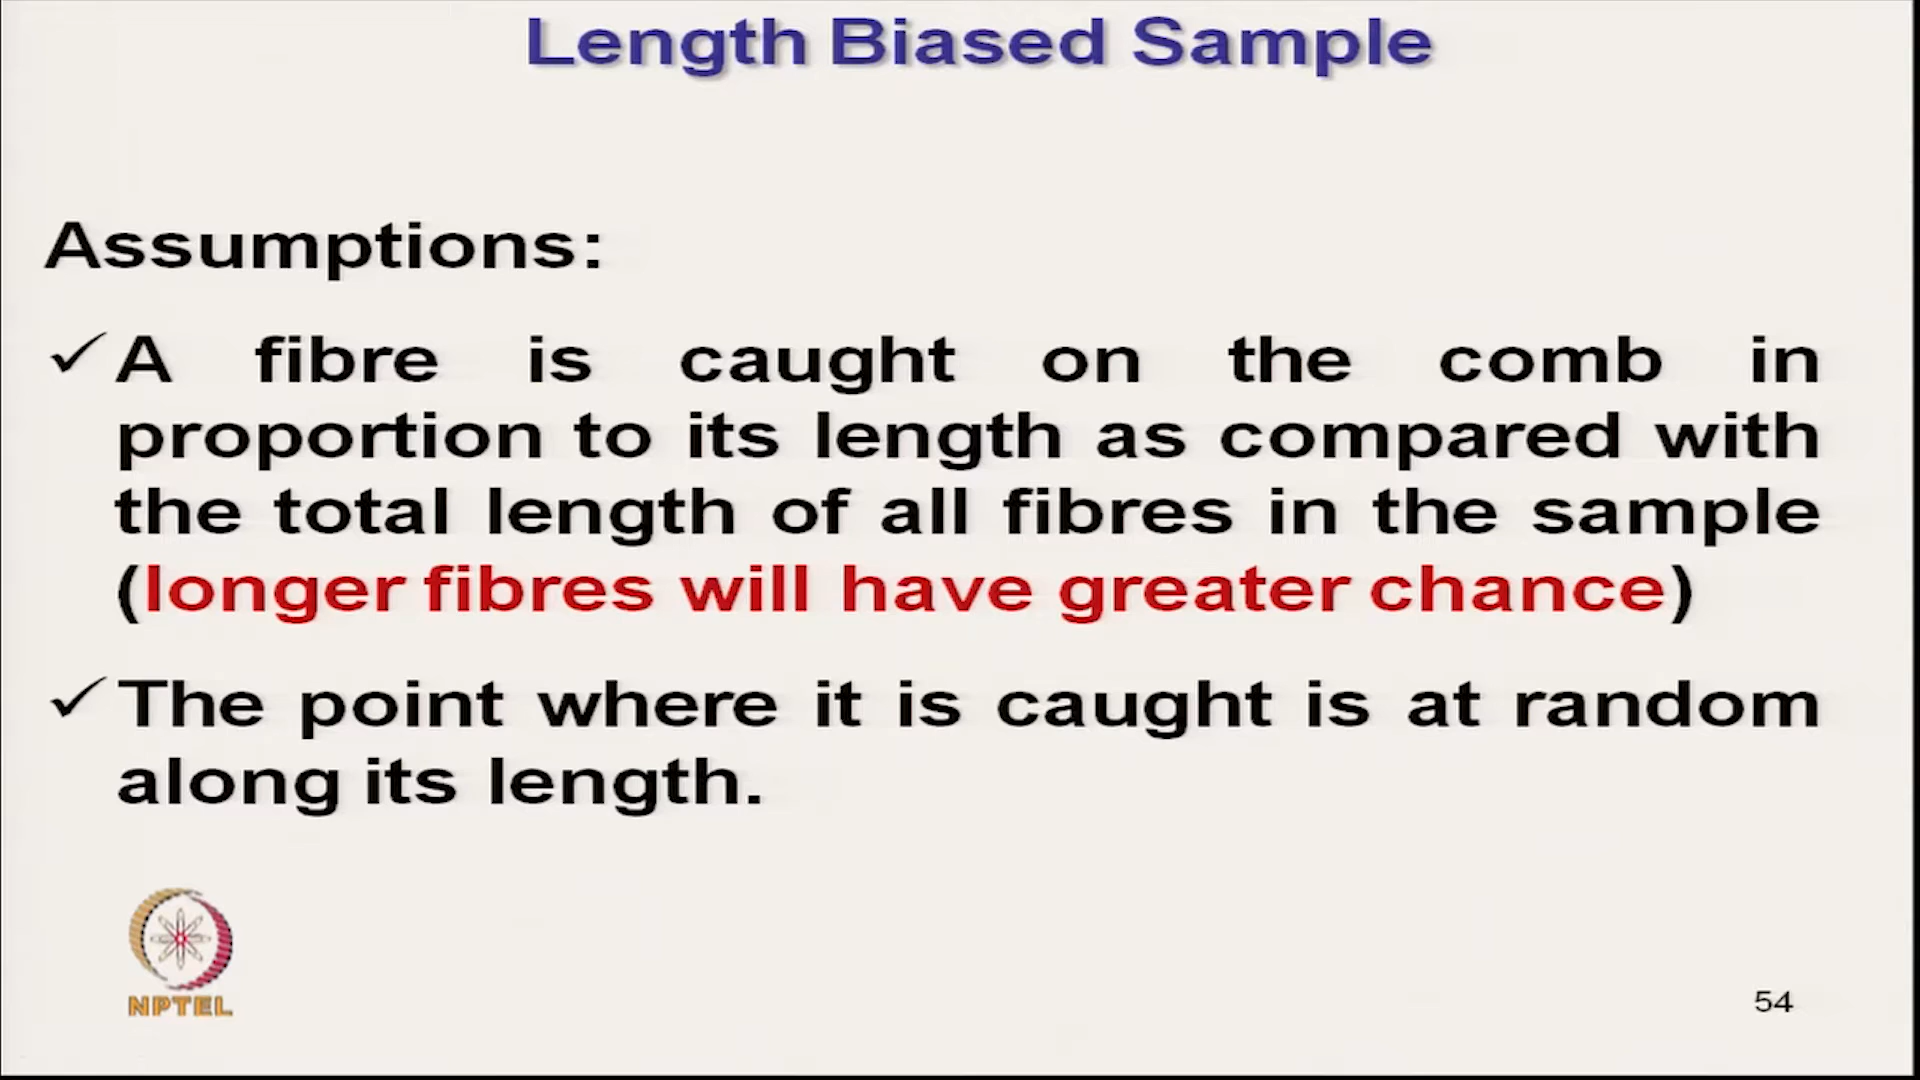 Length Biased Sample
Assumptions:
✓ A fibre is caught on the comb in
proportion to its length as compared with
the total length of all fibres in the sample
(longer fibres will have greater chance)
✓ The point where it is caught is at random
along its length.
NPTEL
54